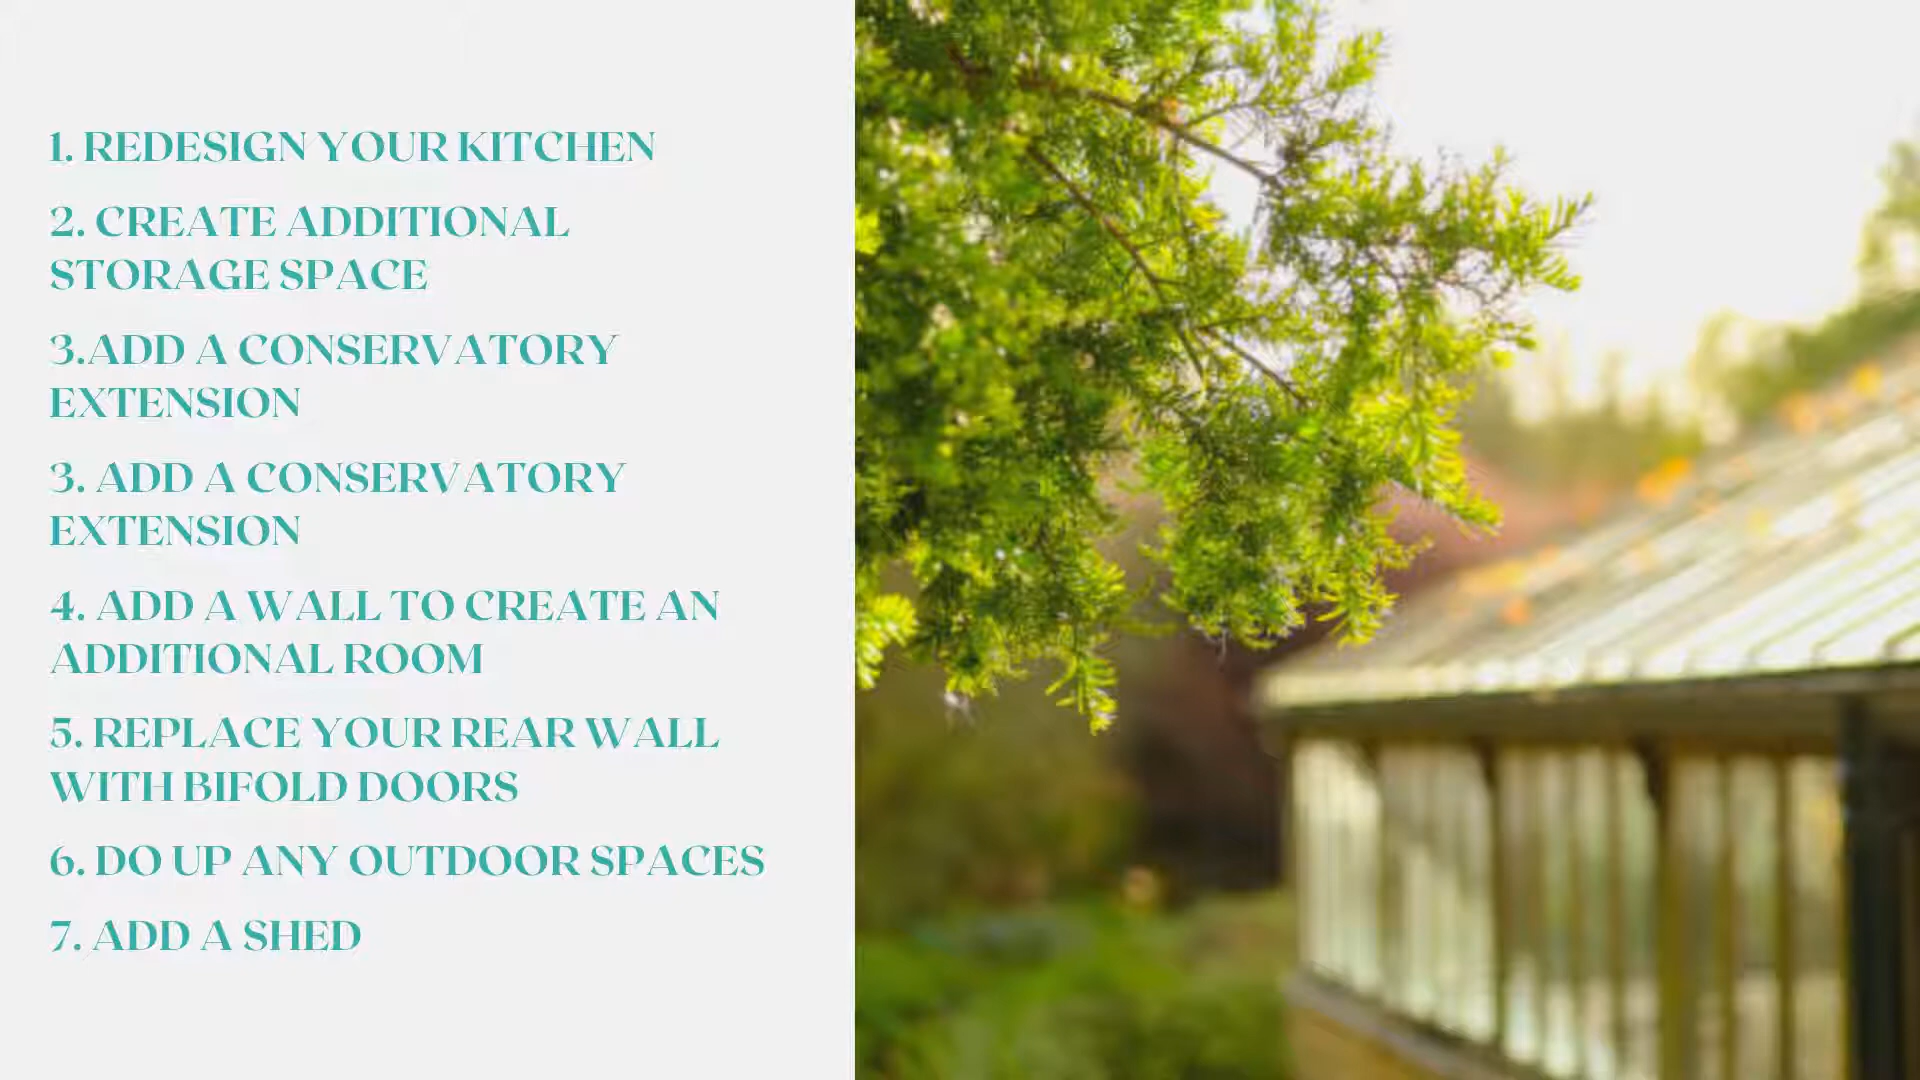 1. REDESIGN YOUR KITCHEN
2. CREATE ADDITIONAL
STORAGE SPACE
3.ADD A CONSERVATORY
EXTENSION
3. ADD A CONSERVATORY
EXTENSION
4. ADD A WALL TO CREATE AN
ADDITIONAL ROOM
5. REPLACE YOUR REAR WALL
WITH BIFOLD DOORS
6. DO UP ANY OUTDOOR SPACES
7. ADD A SHED